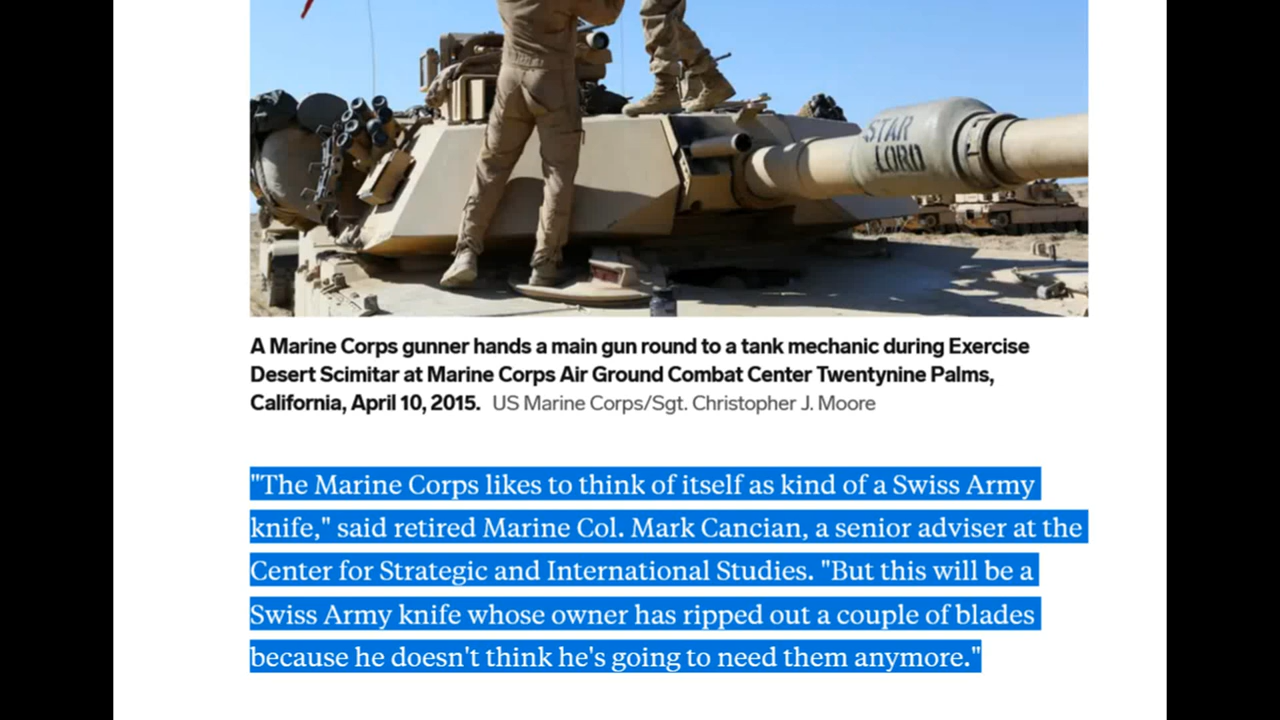 STAR
LORD
A Marine Corps gunner hands a main gun round to a tank mechanic during Exercise
Desert Scimitar at Marine Corps Air Ground Combat Center Twentynine Palms,
California, April 10, 2015. US Marine Corps/Sgt. Christopher J. Moore
"The Marine Corps likes to think of itself as kind of a Swiss Army
knife," said retired Marine Col. Mark Cancian, a senior adviser at the
Center for Strategic and International Studies. "But this will be a
Swiss Army knife whose owner has ripped out a couple of blades
because he doesn't think he's going to need them anymore."